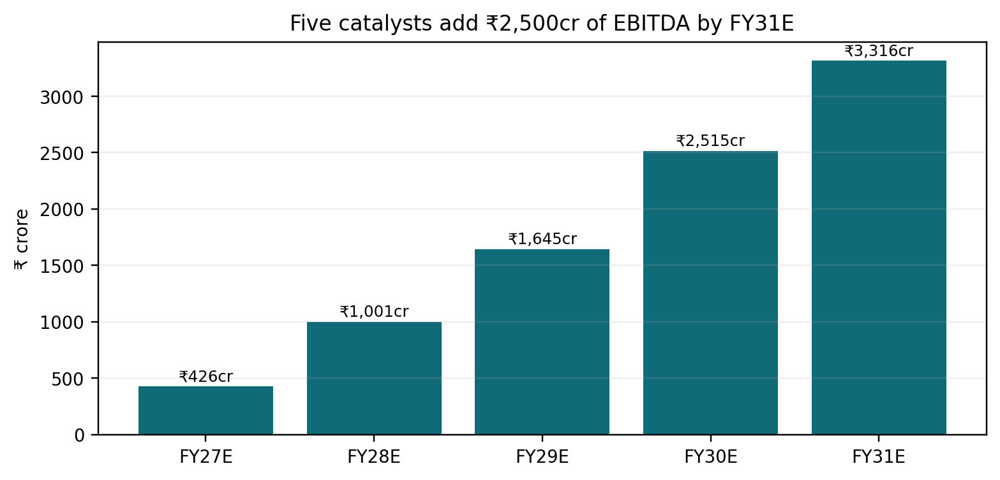 Five catalysts add ₹2,500cr of EBITDA by FY31E
₹ crore
3000
2500
2000
1500
1000
500
0
₹426cr
₹1,001cr
₹1,645cr
₹2,515cr
₹3,316cr
FY27E
FY28E
FY29E
FY30E
FY31E